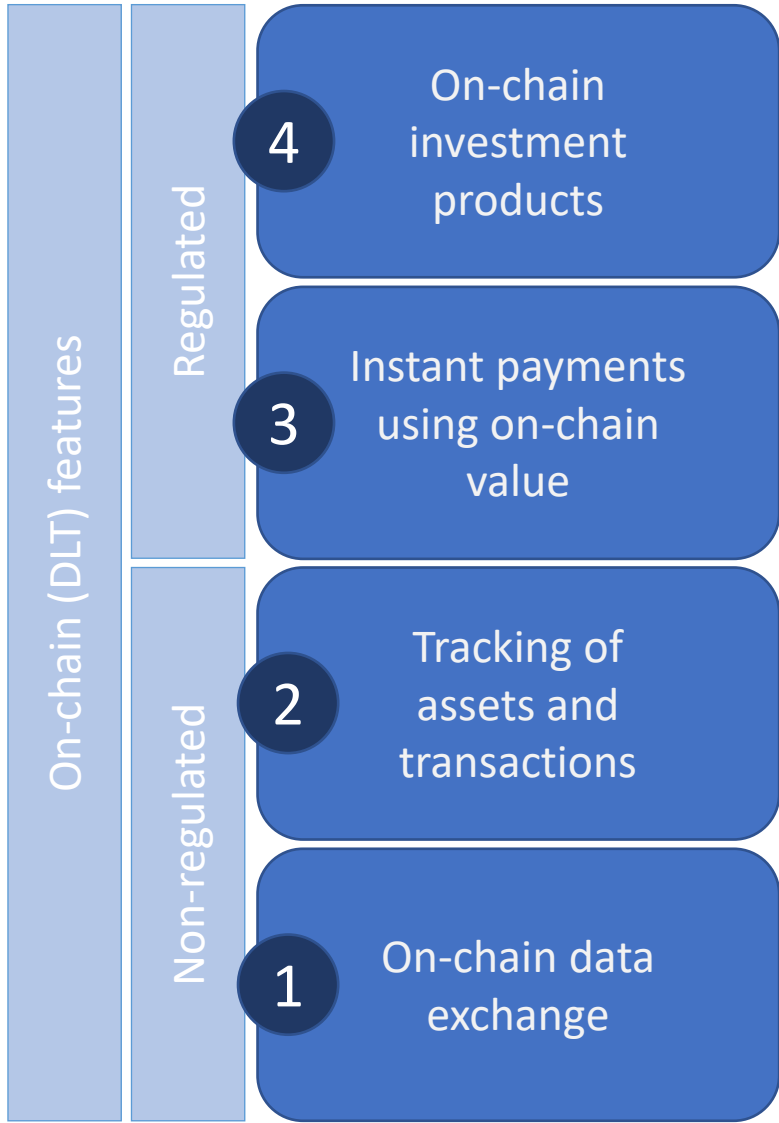 On-chain (DLT) features
Regulated
4
On-chain
investment
products
3
Instant payments
using on-chain
value
Non-regulated
2
Tracking of
assets and
transactions
1
On-chain data
exchange